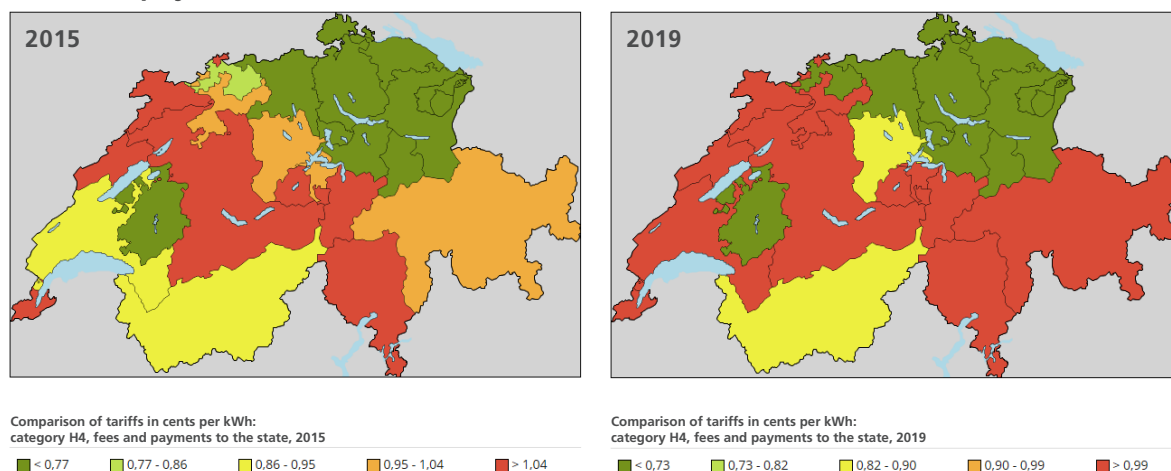 2015
2019
Comparison of tariffs in cents per kWh:
category H4, fees and payments to the state, 2015
< 0,77
0,77 - 0,86
0,86 - 0,95
0,95 - 1,04
> 1,04
Comparison of tariffs in cents per kWh:
category H4, fees and payments to the state, 2019
< 0,73
0,73 - 0,82
0,82 - 0,90
0,90 - 0,99
> 0,99